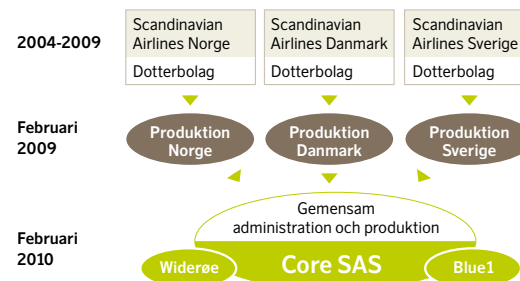 2004-2009
Scandinavian
Airlines Norge
Dotterbolag
Scandinavian
Airlines Danmark
Dotterbolag
Scandinavian
Airlines Sverige
Dotterbolag
Februari
2009
Produktion
Norge
Produktion
Danmark
Produktion
Sverige
Februari
2010
Gemensam
administration och produktion
Widerøe
Core SAS
Blue1